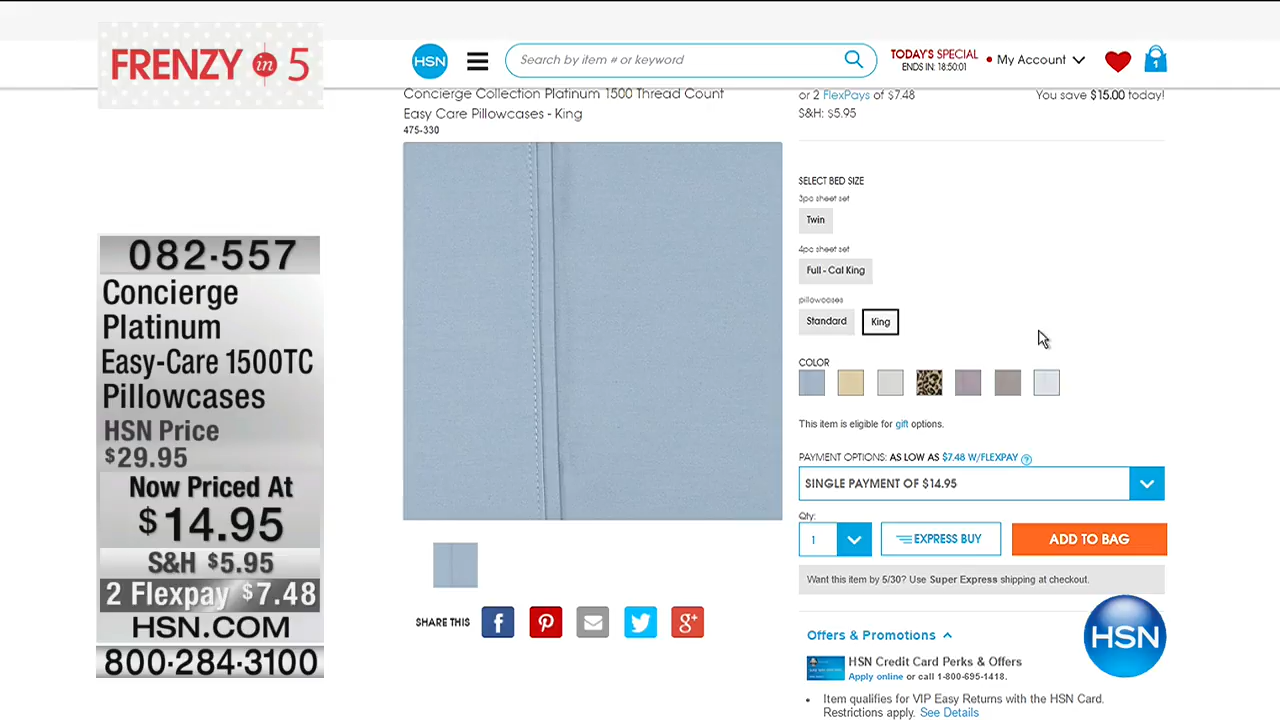 FRENZY in 5
HSN
Search by item # or keyword
TODAY'S SPECIAL
ENDS IN: 18:50:01
My Account
1
Concierge Collection Platinum 1500 Thread Count
Easy Care Pillowcases - King
475-330
or 2 FlexPays of $7.48
You save $15.00 today!
S&H: $5.95
SELECT BED SIZE
3pc sheet set
Twin
4pc sheet set
Full - Cal King
pillowcases
Standard
King
COLOR
This item is eligible for gift options.
PAYMENT OPTIONS: AS LOW AS $7.48 W/FLEXPAY ?
SINGLE PAYMENT OF $14.95
Qty:
1
EXPRESS BUY
ADD TO BAG
Want this item by 5/30? Use Super Express shipping at checkout.
Offers & Promotions
HSN Credit Card Perks & Offers
Apply online or call 1-800-695-1418.
• Item qualifies for VIP Easy Returns with the HSN Card.
Restrictions apply. See Details
SHARE THIS
f
g+
HSN
082·557
Concierge
Platinum
Easy-Care 1500TC
Pillowcases
HSN Price
$29.95
Now Priced At
$14.95
S&H $5.95
2 Flexpay $7.48
HSN.COM
800·284·3100